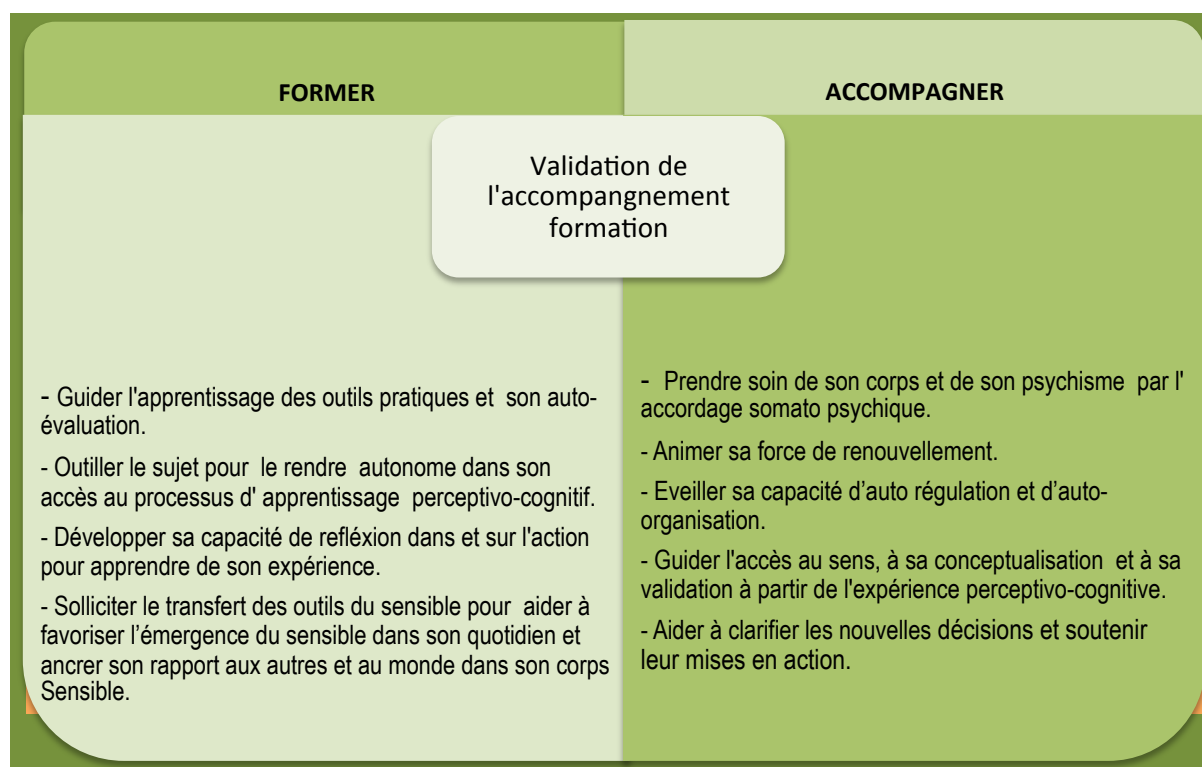 FORMER
ACCOMPAGNER
Validation de
l'accompangnement
formation
- Guider l'apprentissage des outils pratiques et son auto-
évaluation.
- Outiller le sujet pour le rendre autonome dans son
accès au processus d' apprentissage perceptivo-cognitif.
- Développer sa capacité de refléxion dans et sur l'action
pour apprendre de son expérience.
- Solliciter le transfert des outils du sensible pour aider à
favoriser l'émergence du sensible dans son quotidien et
ancrer son rapport aux autres et au monde dans son corps
Sensible.
- Prendre soin de son corps et de son psychisme par l'
accordage somato psychique.
- Animer sa force de renouvellement.
- Eveiller sa capacité d'auto régulation et d'auto-
organisation.
- Guider l'accès au sens, à sa conceptualisation et à sa
validation à partir de l'expérience perceptivo-cognitive.
- Aider à clarifier les nouvelles décisions et soutenir
leur mises en action.